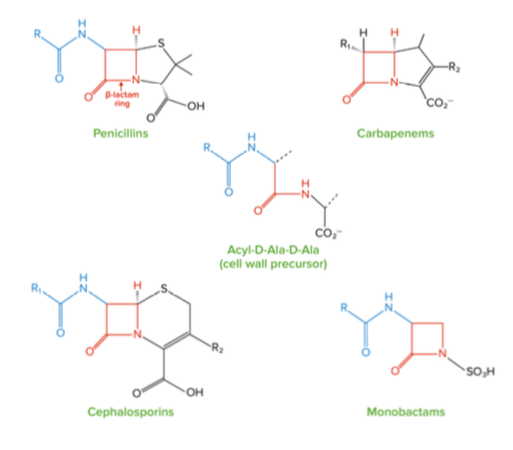 H
R
N
H
S
O
N
O
β-lactam
ring
OH
O
Penicillins
H
H
R₁
R₂
N
O
CO₂⁻
Carbapenems
H
R
N
O
H
N
O
CO₂⁻
Acyl-D-Ala-D-Ala
(cell wall precursor)
H
R₁
N
H
S
O
N
O
R₂
O
OH
Cephalosporins
H
R
N
O
O
N
SO₃H
Monobactams